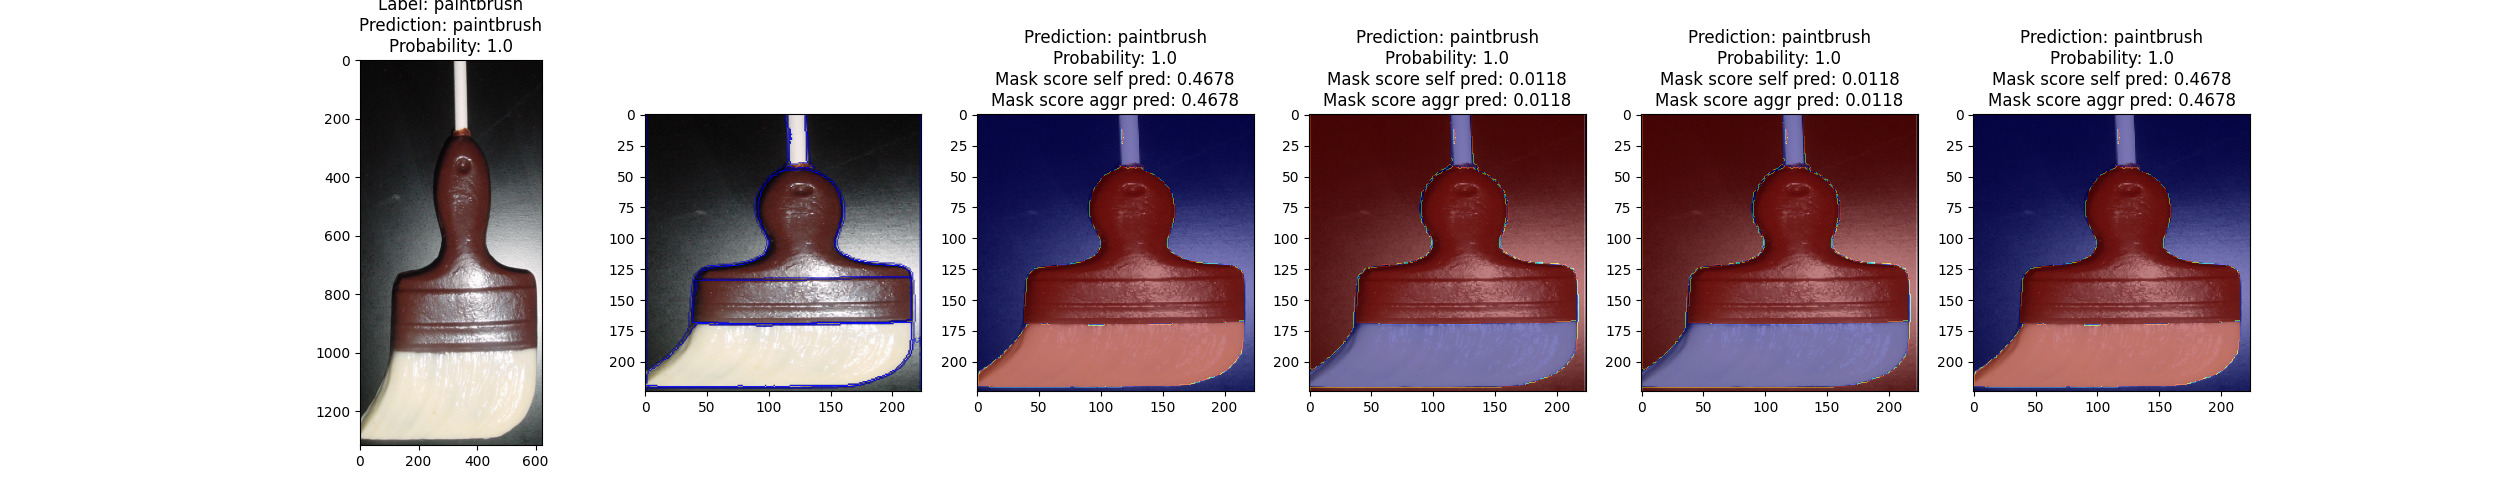 Label: paintbrush
Prediction: paintbrush
Probability: 1.0
0
200
400
600
800
1000
1200
0 200 400 600
0
25
50
75
100
125
150
175
200
0 50 100 150 200
Prediction: paintbrush
Probability: 1.0
Mask score self pred: 0.4678
Mask score aggr pred: 0.4678
0
25
50
75
100
125
150
175
200
0 50 100 150 200
Prediction: paintbrush
Probability: 1.0
Mask score self pred: 0.0118
Mask score aggr pred: 0.0118
0
25
50
75
100
125
150
175
200
0 50 100 150 200
Prediction: paintbrush
Probability: 1.0
Mask score self pred: 0.0118
Mask score aggr pred: 0.0118
0
25
50
75
100
125
150
175
200
0 50 100 150 200
Prediction: paintbrush
Probability: 1.0
Mask score self pred: 0.4678
Mask score aggr pred: 0.4678
0
25
50
75
100
125
150
175
200
0 50 100 150 200